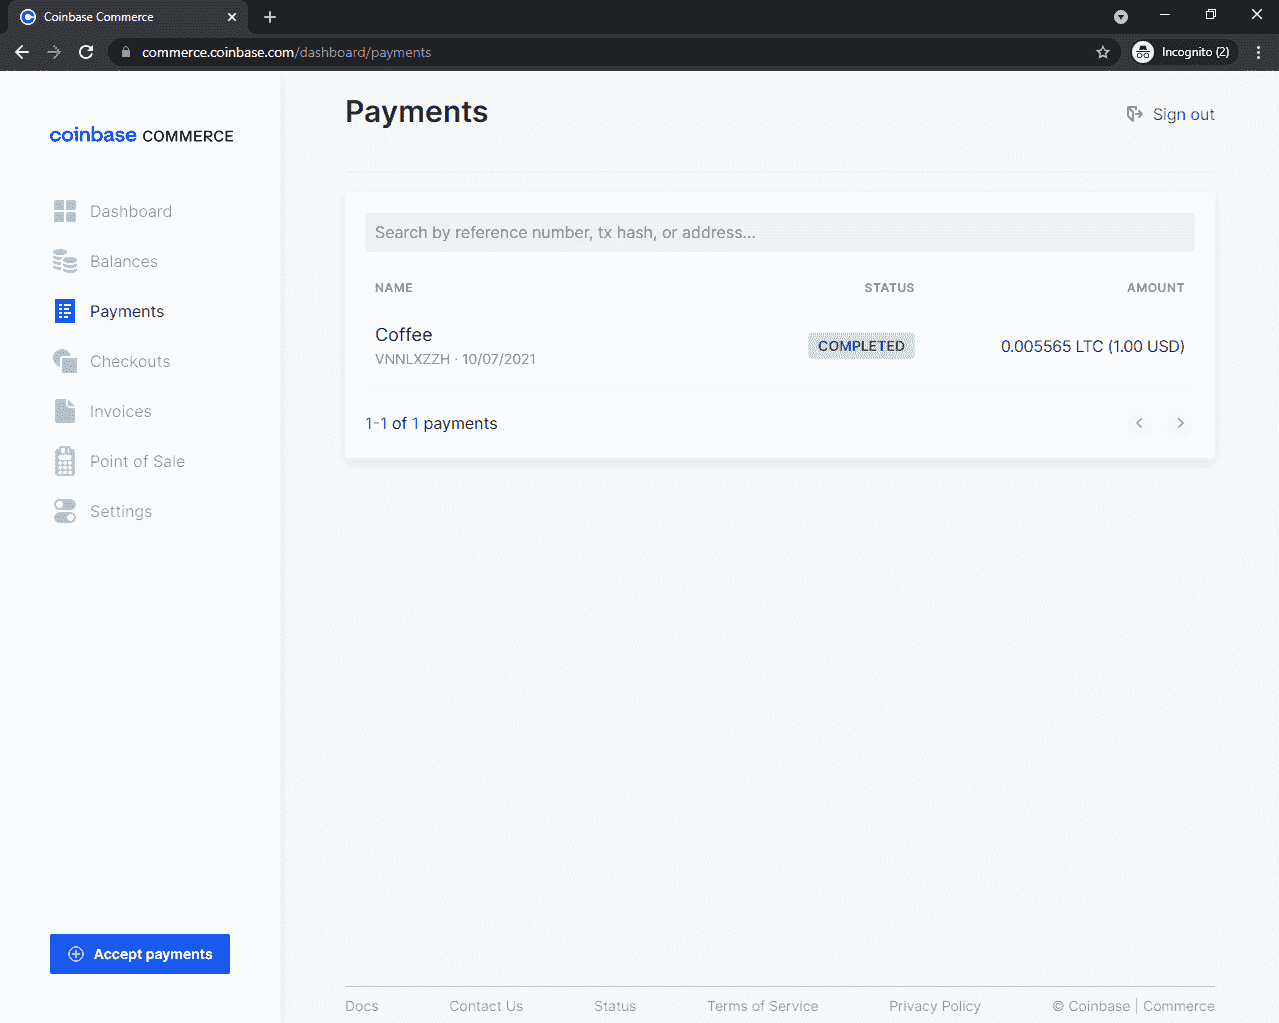 Coinbase Commerce
commerce.coinbase.com/dashboard/payments
Incognito (2)
coinbase COMMERCE
Dashboard
Balances
Payments
Checkouts
Invoices
Point of Sale
Settings
Accept payments
Payments
Sign out
Search by reference number, tx hash, or address...
NAME STATUS AMOUNT
Coffee
VNNLXZZH · 10/07/2021
COMPLETED
0.005565 LTC (1.00 USD)
1-1 of 1 payments
Docs Contact Us Status Terms of Service Privacy Policy © Coinbase | Commerce